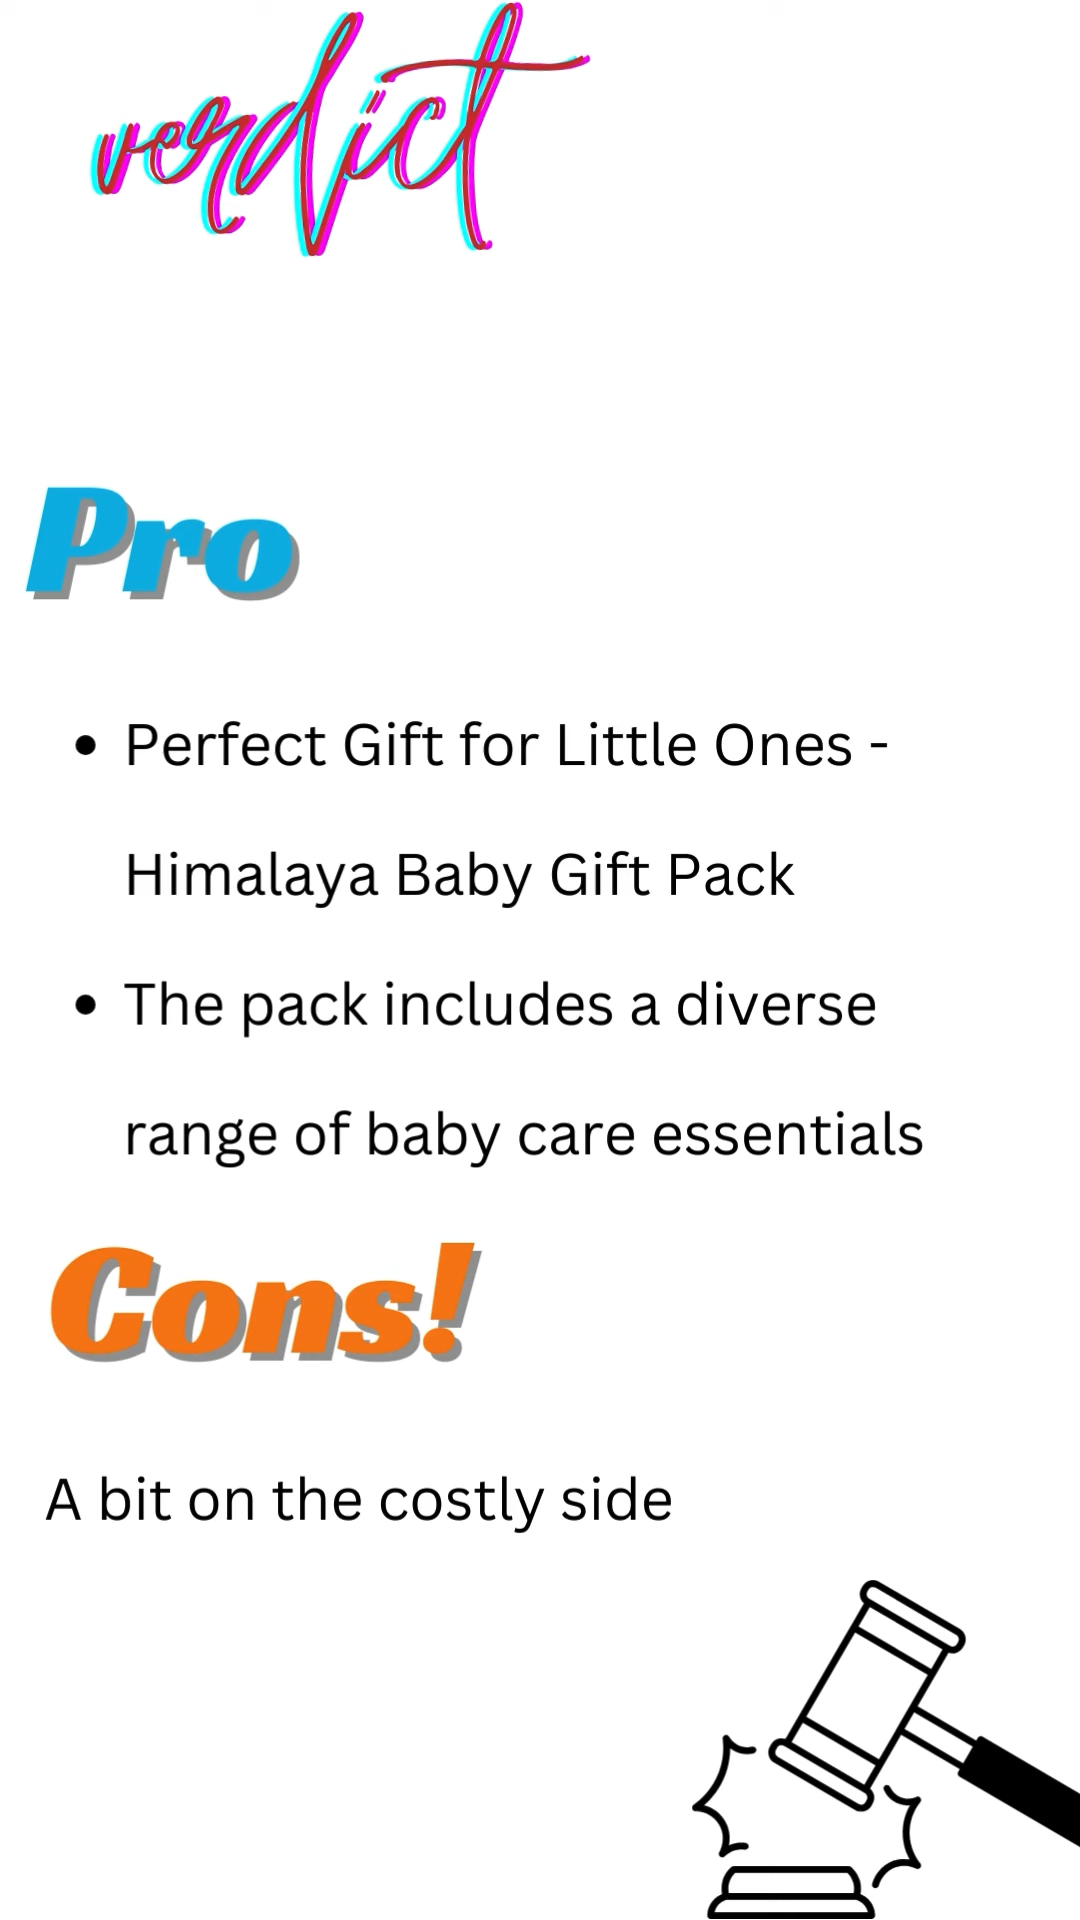 verdict
Pro
• Perfect Gift for Little Ones -
Himalaya Baby Gift Pack
• The pack includes a diverse
range of baby care essentials
Cons!
A bit on the costly side